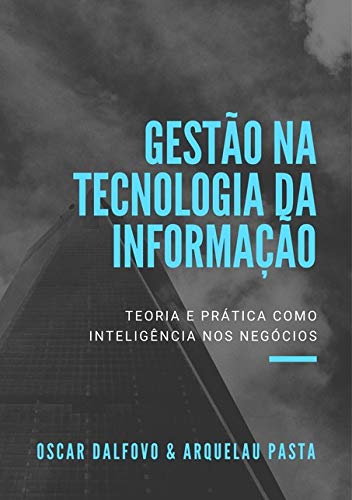 GESTÃO NA
TECNOLOGIA DA
INFORMAÇÃO
TEORIA E PRÁTICA COMO
INTELIGÊNCIA NOS NEGÓCIOS
OSCAR DALFOVO & ARQUELAU PASTA